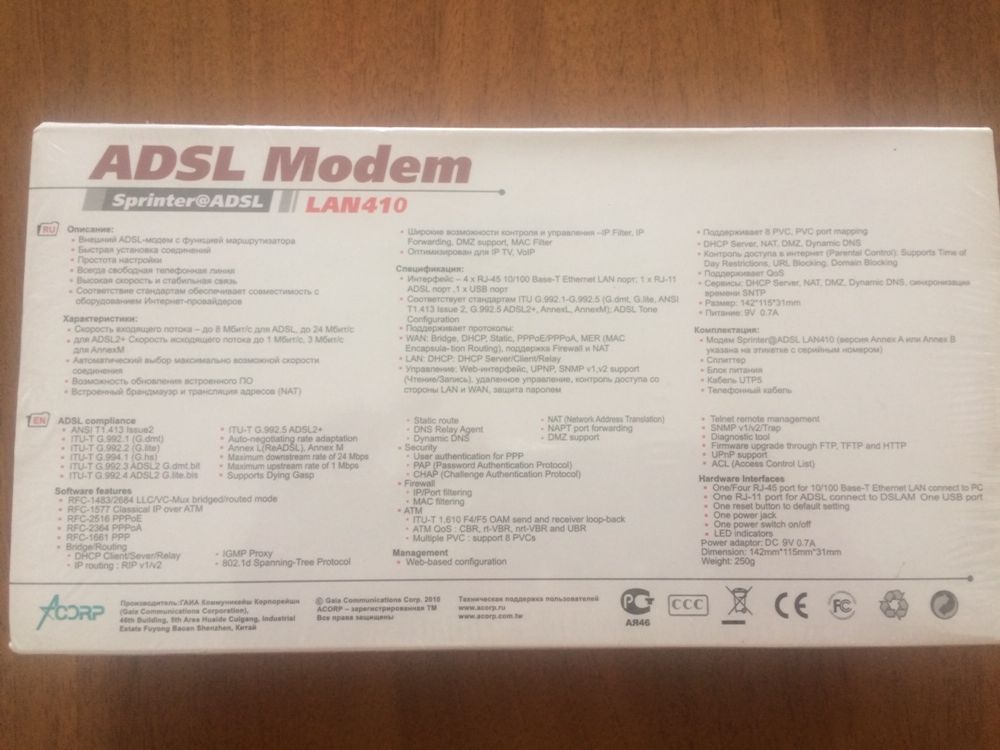 ADSL Modem
Sprinter@ADSL LAN410
RU
Описание:
• Внешний ADSL-модем с функцией маршрутизатора
• Быстрая установка соединений
• Простота настройки
• Всегда свободная телефонная линия
• Высокая скорость и стабильная связь
• Соответствие стандартам обеспечивает совместимость с
оборудованием Интернет-провайдеров
Характеристики:
• Скорость входящего потока – до 8 Мбит/с для ADSL, до 24 Мбит/с
• для ADSL2+ Скорость исходящего потока до 1 Мбит/с, 3 Мбит/с
для AnnexM
• Автоматический выбор максимально возможной скорости
соединения
• Возможность обновления встроенного ПО
• Встроенный брандмауэр и трансляция адресов (NAT)
• Широкие возможности контроля и управления –IP Filter, IP
Forwarding, DMZ support, MAC Filter
• Оптимизирован для IP TV, VoIP
Спецификация:
• Интерфейс – 4 x RJ-45 10/100 Base-T Ethernet LAN порт; 1 x RJ-11
ADSL порт ,1 x USB порт
• Соответствует стандартам ITU G.992.1-G.992.5 (G.dmt, G.lite, ANSI
T1.413 Issue 2, G.992.5 ADSL2+, AnnexL, AnnexM); ADSL Tone
Configuration
• Поддерживает протоколы:
• WAN: Bridge, DHCP, Static, PPPoE/PPPoA, MER (MAC
Encapsula-tion Routing), поддержка Firewall и NAT
• LAN: DHCP: DHCP Server/Client/Relay
• Управление: Web-интерфейс, UPNP, SNMP v1,v2 support
(Чтение/Запись), удаленное управление, контроль доступа со
стороны LAN и WAN, защита паролем
• Поддерживает 8 PVC, PVC port mapping
• DHCP Server, NAT, DMZ, Dynamic DNS
• Контроль доступа в интернет (Parental Control): Supports Time of
Day Restrictions, URL Blocking, Domain Blocking
• Поддерживает QoS
• Сервисы: DHCP Server, NAT, DMZ, Dynamic DNS, синхронизация
времени SNTP
• Размер: 142*115*31mm
• Питание: 9V 0.7A
Комплектация:
• Модем Sprinter@ADSL LAN410 (версия Annex A или Annex B
указана на этикетке с серийным номером)
• Сплиттер
• Блок питания
• Кабель UTP5
• Телефонный кабель
EN
ADSL compliance
• ANSI T1.413 Issue2
• ITU-T G.992.1 (G.dmt)
• ITU-T G.992.2 (G.lite)
• ITU-T G.994.1 (G.hs)
• ITU-T G.992.3 ADSL2 G.dmt.bit
• ITU-T G.992.4 ADSL2 G.lite.bis
• ITU-T G.992.5 ADSL2+
• Auto-negotiating rate adaptation
• Annex L(ReADSL), Annex M
• Maximum downstream rate of 24 Mbps
• Maximum upstream rate of 1 Mbps
• Supports Dying Gasp
Software features
• RFC-1483/2684 LLC/VC-Mux bridged/routed mode
• RFC-1577 Classical IP over ATM
• RFC-2516 PPPoE
• RFC-2364 PPPoA
• RFC-1661 PPP
• Bridge/Routing
• DHCP Client/Sever/Relay
• IP routing : RIP v1/v2
• IGMP Proxy
• 802.1d Spanning-Tree Protocol
• Static route
• DNS Relay Agent
• Dynamic DNS
• NAT (Network Address Translation)
• NAPT port forwarding
• DMZ support
• Security
• User authentication for PPP
• PAP (Password Authentication Protocol)
• CHAP (Challenge Authentication Protocol)
• Firewall
• IP/Port filtering
• MAC filtering
• ATM
• ITU-T 1,610 F4/F5 OAM send and receiver loop-back
• ATM QoS : CBR, rt-VBR, nrt-VBR and UBR
• Multiple PVC : support 8 PVCs
Management
• Web-based configuration
• Telnet remote management
• SNMP v1/v2/Trap
• Diagnostic tool
• Firmware upgrade through FTP, TFTP and HTTP
• UPnP support
• ACL (Access Control List)
Hardware Interfaces
• One/Four RJ-45 port for 10/100 Base-T Ethernet LAN connect to PC
• One RJ-11 port for ADSL connect to DSLAM One USB port
• One reset button to default setting
• One power jack
• One power switch on/off
• LED indicators
Power adaptor: DC 9V 0.7A
Dimension: 142mm*115mm*31mm
Weight: 250g
ACORP
Производитель:ГАИА Коммуникейшн Корпорейшн
(Gaia Communications Corporation),
46th Building, 5th Area Huaide Cuigang, Industrial
Estate Fuyong Baoan Shenzhen, Китай
© Gaia Communications Corp. 2010
ACORP – зарегистрированная ТМ
Все права защищены
Техническая поддержка пользователей
www.acorp.ru
www.acorp.com.tw
АЯ46
CCC
CE
FC